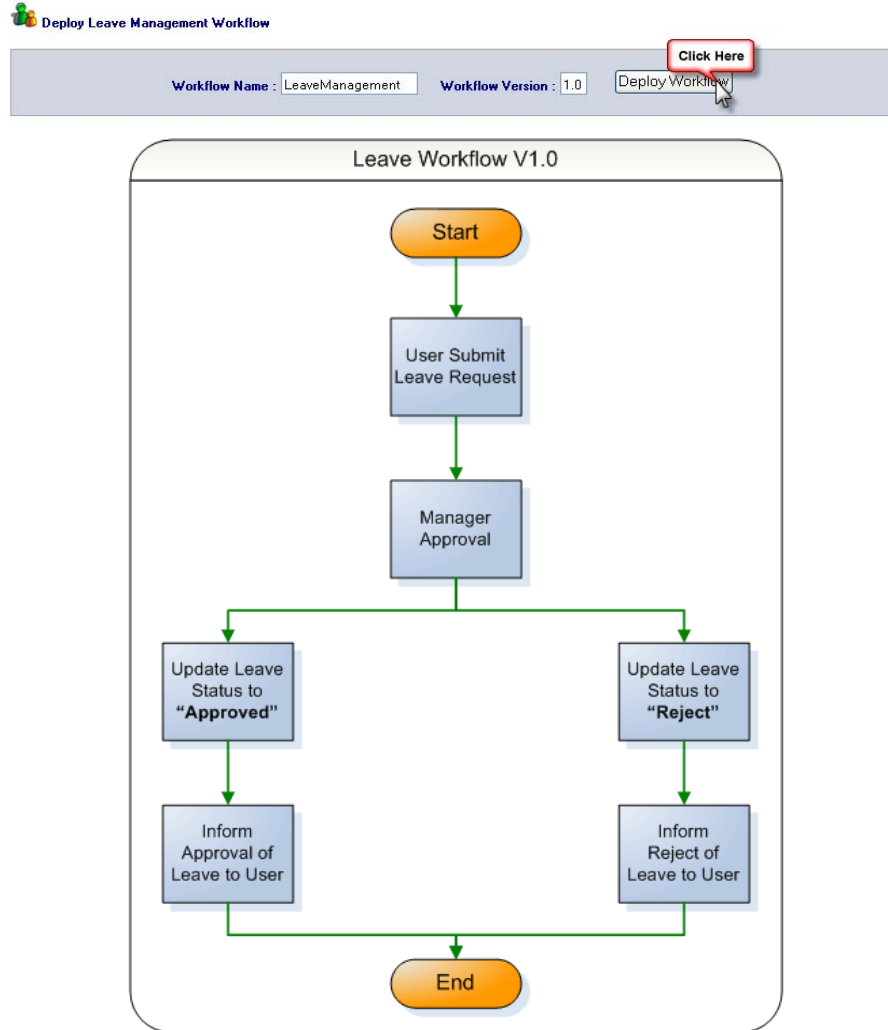 Deploy Leave Management Workflow
Click Here
Workflow Name : LeaveManagement Workflow Version : 1.0 Deploy Workflow
Leave Workflow V1.0
Start
User Submit
Leave Request
Manager
Approval
Update Leave
Status to
“Approved”
Update Leave
Status to
“Reject”
Inform
Approval of
Leave to User
Inform
Reject of
Leave to User
End